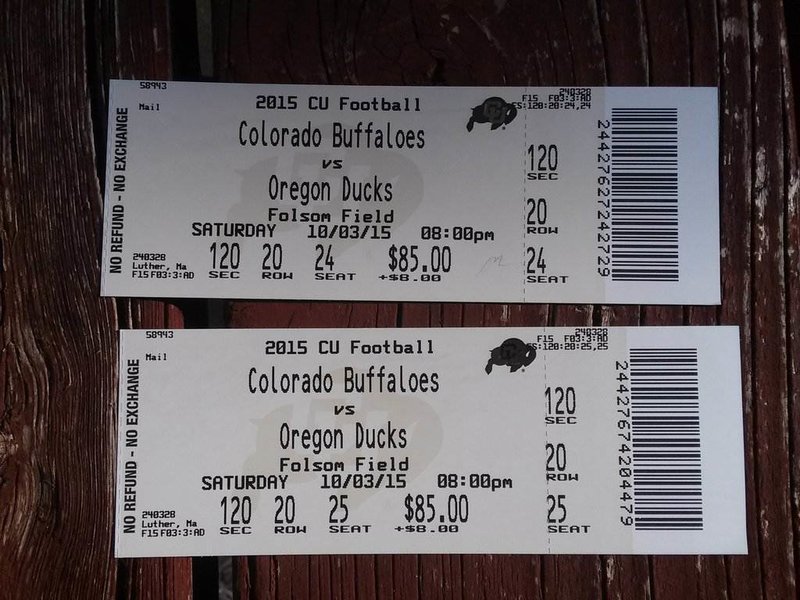 58943
Mail
NO REFUND - NO EXCHANGE
2015 CU Football
Colorado Buffaloes
vs
Oregon Ducks
Folsom Field
SATURDAY 10/03/15 08:00pm
240328
Luther, Ma
F15 F03:3:AD
120 20 24 $85.00
SEC ROW SEAT +$8.00
240328
F15 F03:3:AD
FS:120:20:24,24
CU
120
SEC
20
ROW
24
SEAT
2442762724272９
58943
Mail
NO REFUND - NO EXCHANGE
2015 CU Football
Colorado Buffaloes
vs
Oregon Ducks
Folsom Field
SATURDAY 10/03/15 08:00pm
240328
Luther, Ma
F15 F03:3:AD
120 20 25 $85.00
SEC ROW SEAT +$8.00
240328
F15 F03:3:AD
FS:120:20:25,25
CU
120
SEC
20
ROW
25
SEAT
24427674204479